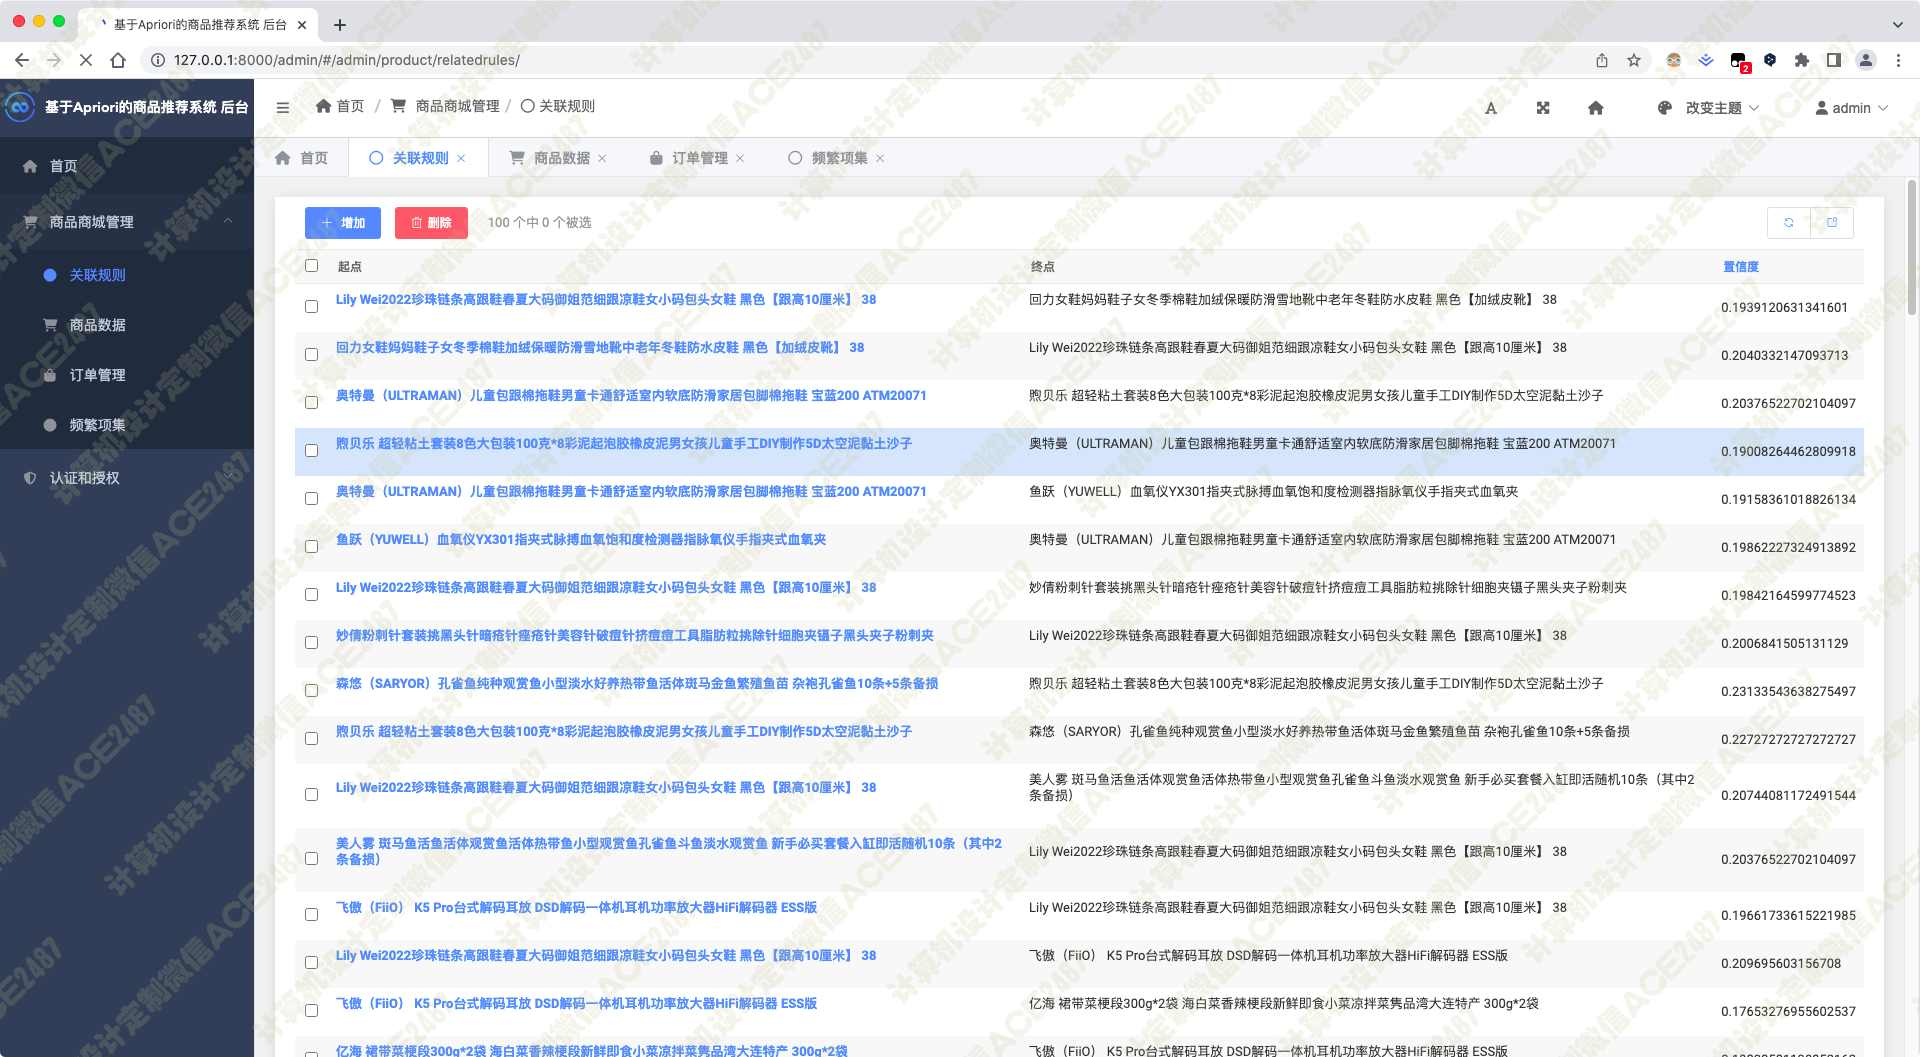 基于Apriori的商品推荐系统 后台
127.0.0.1:8000/admin/#/admin/product/relatedrules/
2
基于Apriori的商品推荐系统 后台
首页 / 商品商城管理 / 关联规则
A
改变主题
admin
首页
关联规则
商品数据
订单管理
频繁项集
首页
商品商城管理
关联规则
商品数据
订单管理
频繁项集
认证和授权
增加
删除
100 个中 0 个被选
起点 终点 置信度
Lily Wei2022珍珠链条高跟鞋春夏大码御姐范细跟凉鞋女小码包头女鞋 黑色【跟高10厘米】 38 回力女鞋妈妈鞋子女冬季棉鞋加绒保暖防滑雪地靴中老年冬鞋防水皮鞋 黑色【加绒皮靴】 38 0.1939120631341601
回力女鞋妈妈鞋子女冬季棉鞋加绒保暖防滑雪地靴中老年冬鞋防水皮鞋 黑色【加绒皮靴】 38 Lily Wei2022珍珠链条高跟鞋春夏大码御姐范细跟凉鞋女小码包头女鞋 黑色【跟高10厘米】 38 0.2040332147093713
奥特曼（ULTRAMAN）儿童包跟棉拖鞋男童卡通舒适室内软底防滑家居包脚棉拖鞋 宝蓝200 ATM20071 煦贝乐 超轻粘土套装8色大包装100克*8彩泥起泡胶橡皮泥男女孩儿童手工DIY制作5D太空泥黏土沙子 0.20376522702104097
煦贝乐 超轻粘土套装8色大包装100克*8彩泥起泡胶橡皮泥男女孩儿童手工DIY制作5D太空泥黏土沙子 奥特曼（ULTRAMAN）儿童包跟棉拖鞋男童卡通舒适室内软底防滑家居包脚棉拖鞋 宝蓝200 ATM20071 0.19008264462809918
奥特曼（ULTRAMAN）儿童包跟棉拖鞋男童卡通舒适室内软底防滑家居包脚棉拖鞋 宝蓝200 ATM20071 鱼跃（YUWELL）血氧仪YX301指夹式脉搏血氧饱和度检测器指脉氧仪手指夹式血氧夹 0.19158361018826134
鱼跃（YUWELL）血氧仪YX301指夹式脉搏血氧饱和度检测器指脉氧仪手指夹式血氧夹 奥特曼（ULTRAMAN）儿童包跟棉拖鞋男童卡通舒适室内软底防滑家居包脚棉拖鞋 宝蓝200 ATM20071 0.19862227324913892
Lily Wei2022珍珠链条高跟鞋春夏大码御姐范细跟凉鞋女小码包头女鞋 黑色【跟高10厘米】 38 妙倩粉刺针套装挑黑头针暗疮针痤疮针美容针破痘针挤痘痘工具脂肪粒挑除针细胞夹镊子黑头夹子粉刺夹 0.19842164599774523
妙倩粉刺针套装挑黑头针暗疮针痤疮针美容针破痘针挤痘痘工具脂肪粒挑除针细胞夹镊子黑头夹子粉刺夹 Lily Wei2022珍珠链条高跟鞋春夏大码御姐范细跟凉鞋女小码包头女鞋 黑色【跟高10厘米】 38 0.2006841505131129
森悠（SARYOR）孔雀鱼纯种观赏鱼小型淡水好养热带鱼活体斑马金鱼繁殖鱼苗 杂袍孔雀鱼10条+5条备损 煦贝乐 超轻粘土套装8色大包装100克*8彩泥起泡胶橡皮泥男女孩儿童手工DIY制作5D太空泥黏土沙子 0.23133543638275497
煦贝乐 超轻粘土套装8色大包装100克*8彩泥起泡胶橡皮泥男女孩儿童手工DIY制作5D太空泥黏土沙子 森悠（SARYOR）孔雀鱼纯种观赏鱼小型淡水好养热带鱼活体斑马金鱼繁殖鱼苗 杂袍孔雀鱼10条+5条备损 0.22727272727272727
Lily Wei2022珍珠链条高跟鞋春夏大码御姐范细跟凉鞋女小码包头女鞋 黑色【跟高10厘米】 38 美人雾 斑马鱼活鱼活体观赏鱼活体热带鱼小型观赏鱼孔雀鱼斗鱼淡水观赏鱼 新手必买套餐入缸即活随机10条（其中2
条备损） 0.20744081172491544
美人雾 斑马鱼活鱼活体观赏鱼活体热带鱼小型观赏鱼孔雀鱼斗鱼淡水观赏鱼 新手必买套餐入缸即活随机10条（其中2
条备损） Lily Wei2022珍珠链条高跟鞋春夏大码御姐范细跟凉鞋女小码包头女鞋 黑色【跟高10厘米】 38 0.20376522702104097
飞傲（FiiO） K5 Pro台式解码耳放 DSD解码一体机耳机功率放大器HiFi解码器 ESS版 Lily Wei2022珍珠链条高跟鞋春夏大码御姐范细跟凉鞋女小码包头女鞋 黑色【跟高10厘米】 38 0.19661733615221985
Lily Wei2022珍珠链条高跟鞋春夏大码御姐范细跟凉鞋女小码包头女鞋 黑色【跟高10厘米】 38 飞傲（FiiO） K5 Pro台式解码耳放 DSD解码一体机耳机功率放大器HiFi解码器 ESS版 0.209695603156708
飞傲（FiiO） K5 Pro台式解码耳放 DSD解码一体机耳机功率放大器HiFi解码器 ESS版 亿海 裙带菜梗段300g*2袋 海白菜香辣梗段新鲜即食小菜凉拌菜隽品湾大连特产 300g*2袋 0.17653276955602537
亿海 裙带菜梗段300g*2袋 海白菜香辣梗段新鲜即食小菜凉拌菜隽品湾大连特产 300g*2袋 飞傲（FiiO） K5 Pro台式解码耳放 DSD解码一体机耳机功率放大器HiFi解码器 ESS版
计算机设计定制微信ACE2487